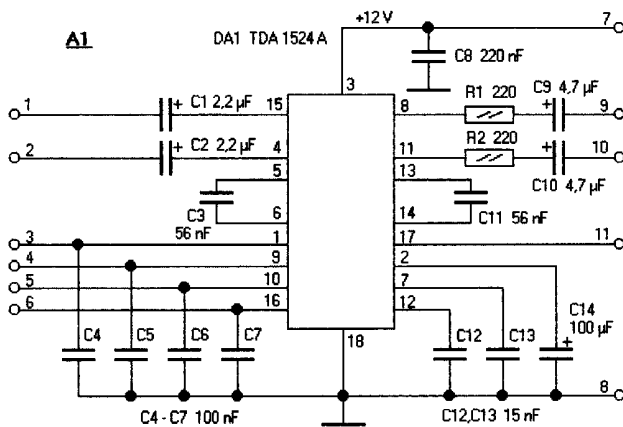 +12 V
7
A1
DA1 TDA 1524 A
C8 220 nF
3
R1 220
C9 4,7 µF
1
+ C1 2,2 µF
15
8
+
9
2
+ C2 2,2 µF
4
11
R2 220
+
10
5
13
C10 4,7 µF
C3
56 nF
6
14
C11 56 nF
3
1
17
11
4
9
2
5
10
7
6
16
12
C14
100 µF
+
C4
C5
C6
C7
18
C12
C13
8
C4 - C7 100 nF
C12,C13 15 nF